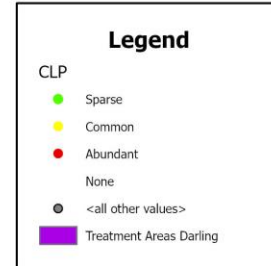 Legend
CLP
Sparse
Common
Abundant
None
<all other values>
Treatment Areas Darling